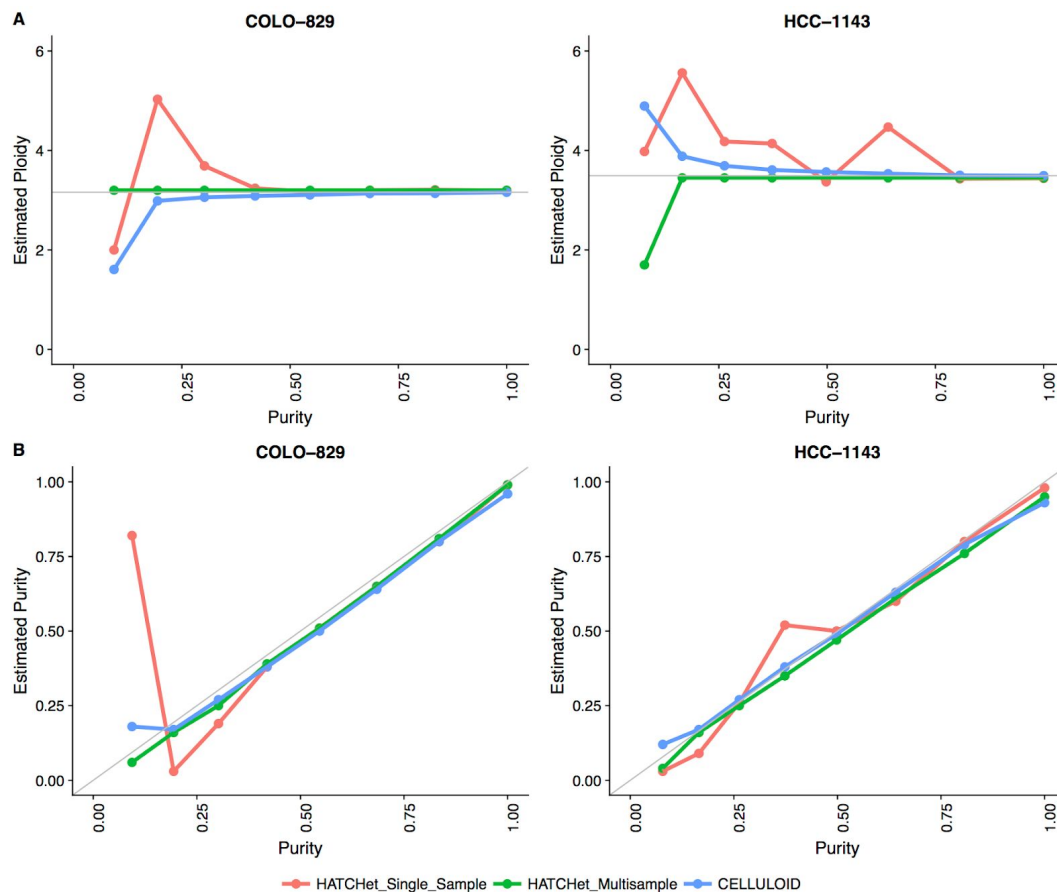 A
COLO–829
HCC–1143
Estimated Ploidy
6
4
2
0
0.00
0.25
0.50
0.75
1.00
Purity
Estimated Ploidy
6
4
2
0
0.00
0.25
0.50
0.75
1.00
Purity
B
COLO–829
HCC–1143
Estimated Purity
1.00
0.75
0.50
0.25
0.00
0.00
0.25
0.50
0.75
1.00
Purity
Estimated Purity
1.00
0.75
0.50
0.25
0.00
0.00
0.25
0.50
0.75
1.00
Purity
HATCHet_Single_Sample HATCHet_Multisample CELLULOID